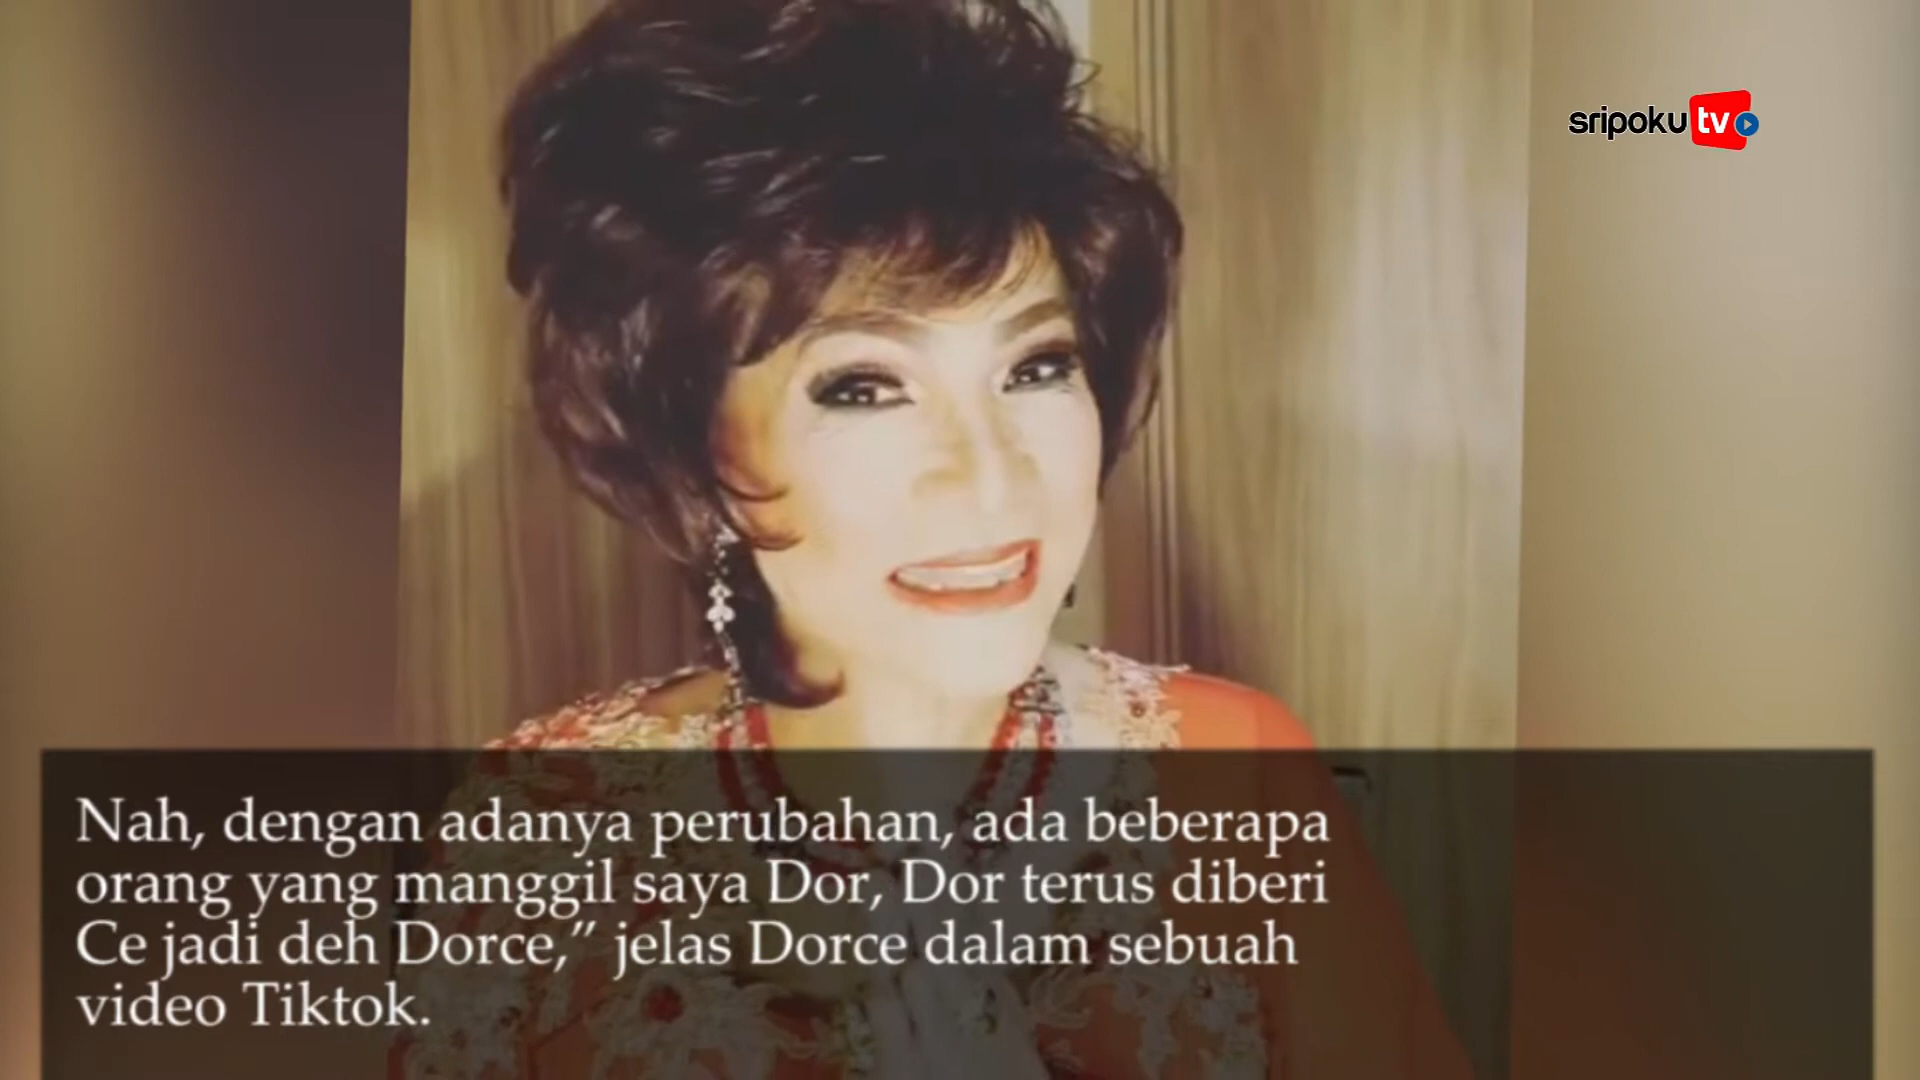 sripoku tv
Nah, dengan adanya perubahan, ada beberapa
orang yang manggil saya Dor, Dor terus diberi
Ce jadi deh Dorce,” jelas Dorce dalam sebuah
video Tiktok.